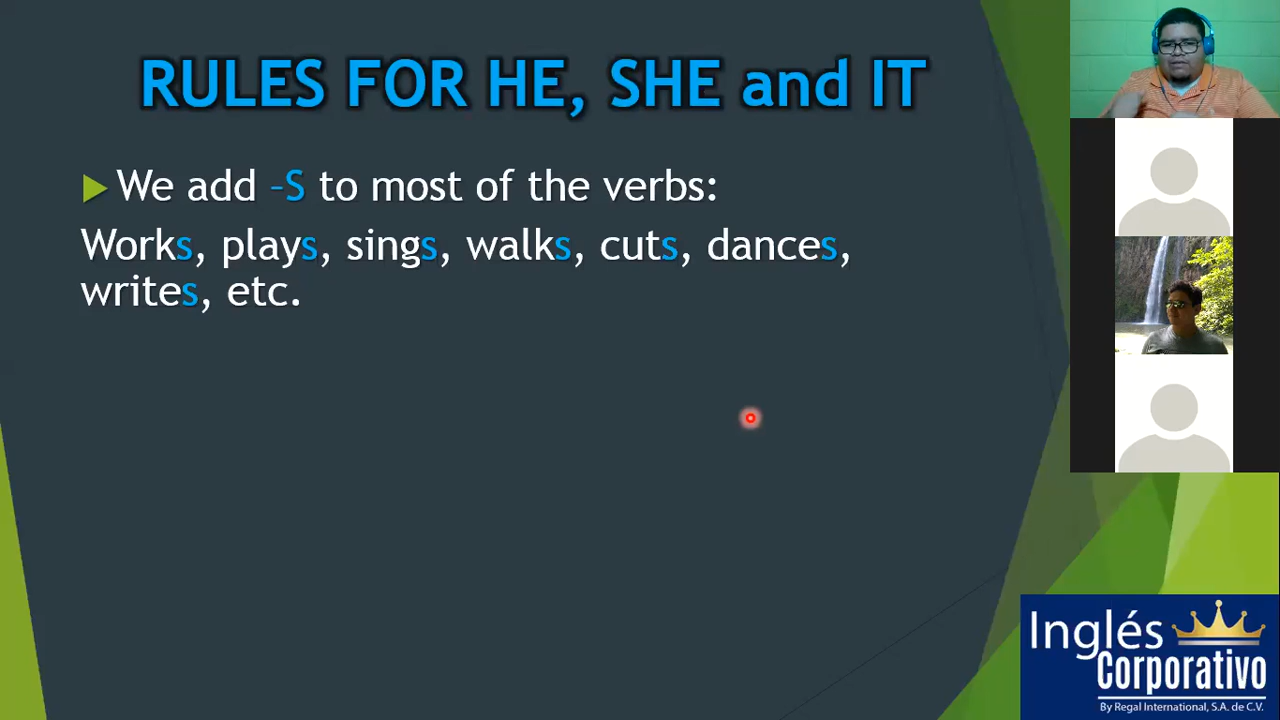 RULES FOR HE, SHE and IT
We add –S to most of the verbs:
Works, plays, sings, walks, cuts, dances,
writes, etc.
Inglés
Corporativo
By Regal International, S.A. de C.V.